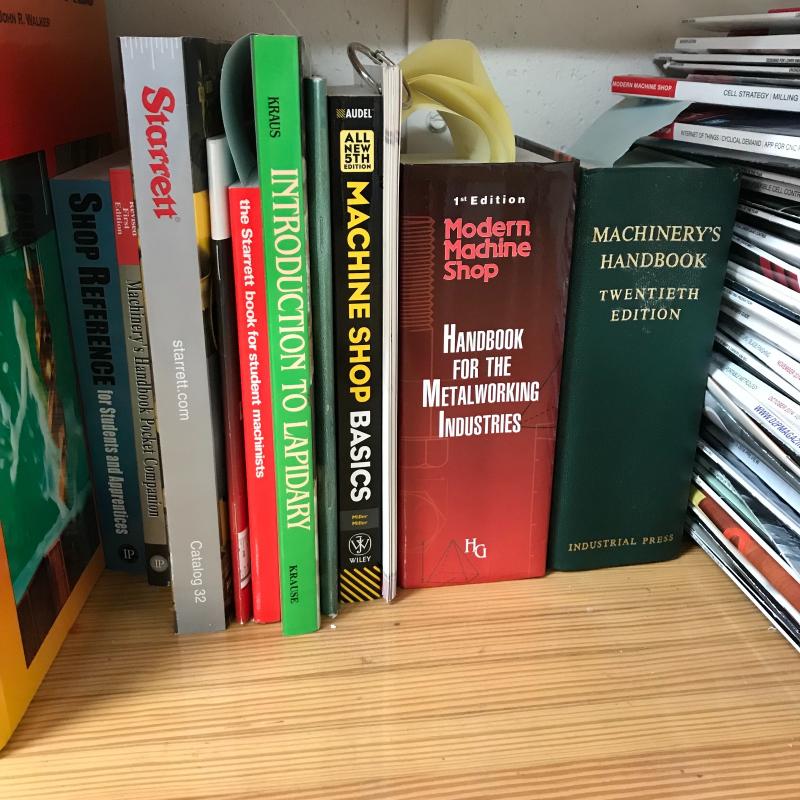 JOHN R. WALKER
SHOP REFERENCE for Students and Apprentices
IP
REVISED
First
Edition
Machinery's Handbook Pocket Companion
IP
Starrett
starrett.com
Catalog 32
the Starrett book for student machinists
KRAUS
INTRODUCTION TO LAPIDARY
KRAUSE
AUDEL
ALL
NEW
5TH
EDITION
MACHINE SHOP BASICS
Miller
Miller
WILEY
1st Edition
Modern
Machine
Shop
HANDBOOK
FOR THE
METALWORKING
INDUSTRIES
HG
MACHINERY'S
HANDBOOK
TWENTIETH
EDITION
INDUSTRIAL PRESS
MODERN MACHINE SHOP
CELL STRATEGY | MILLING
INTERNET OF THINGS | CYCLICAL DEMAND | APP FOR CNC